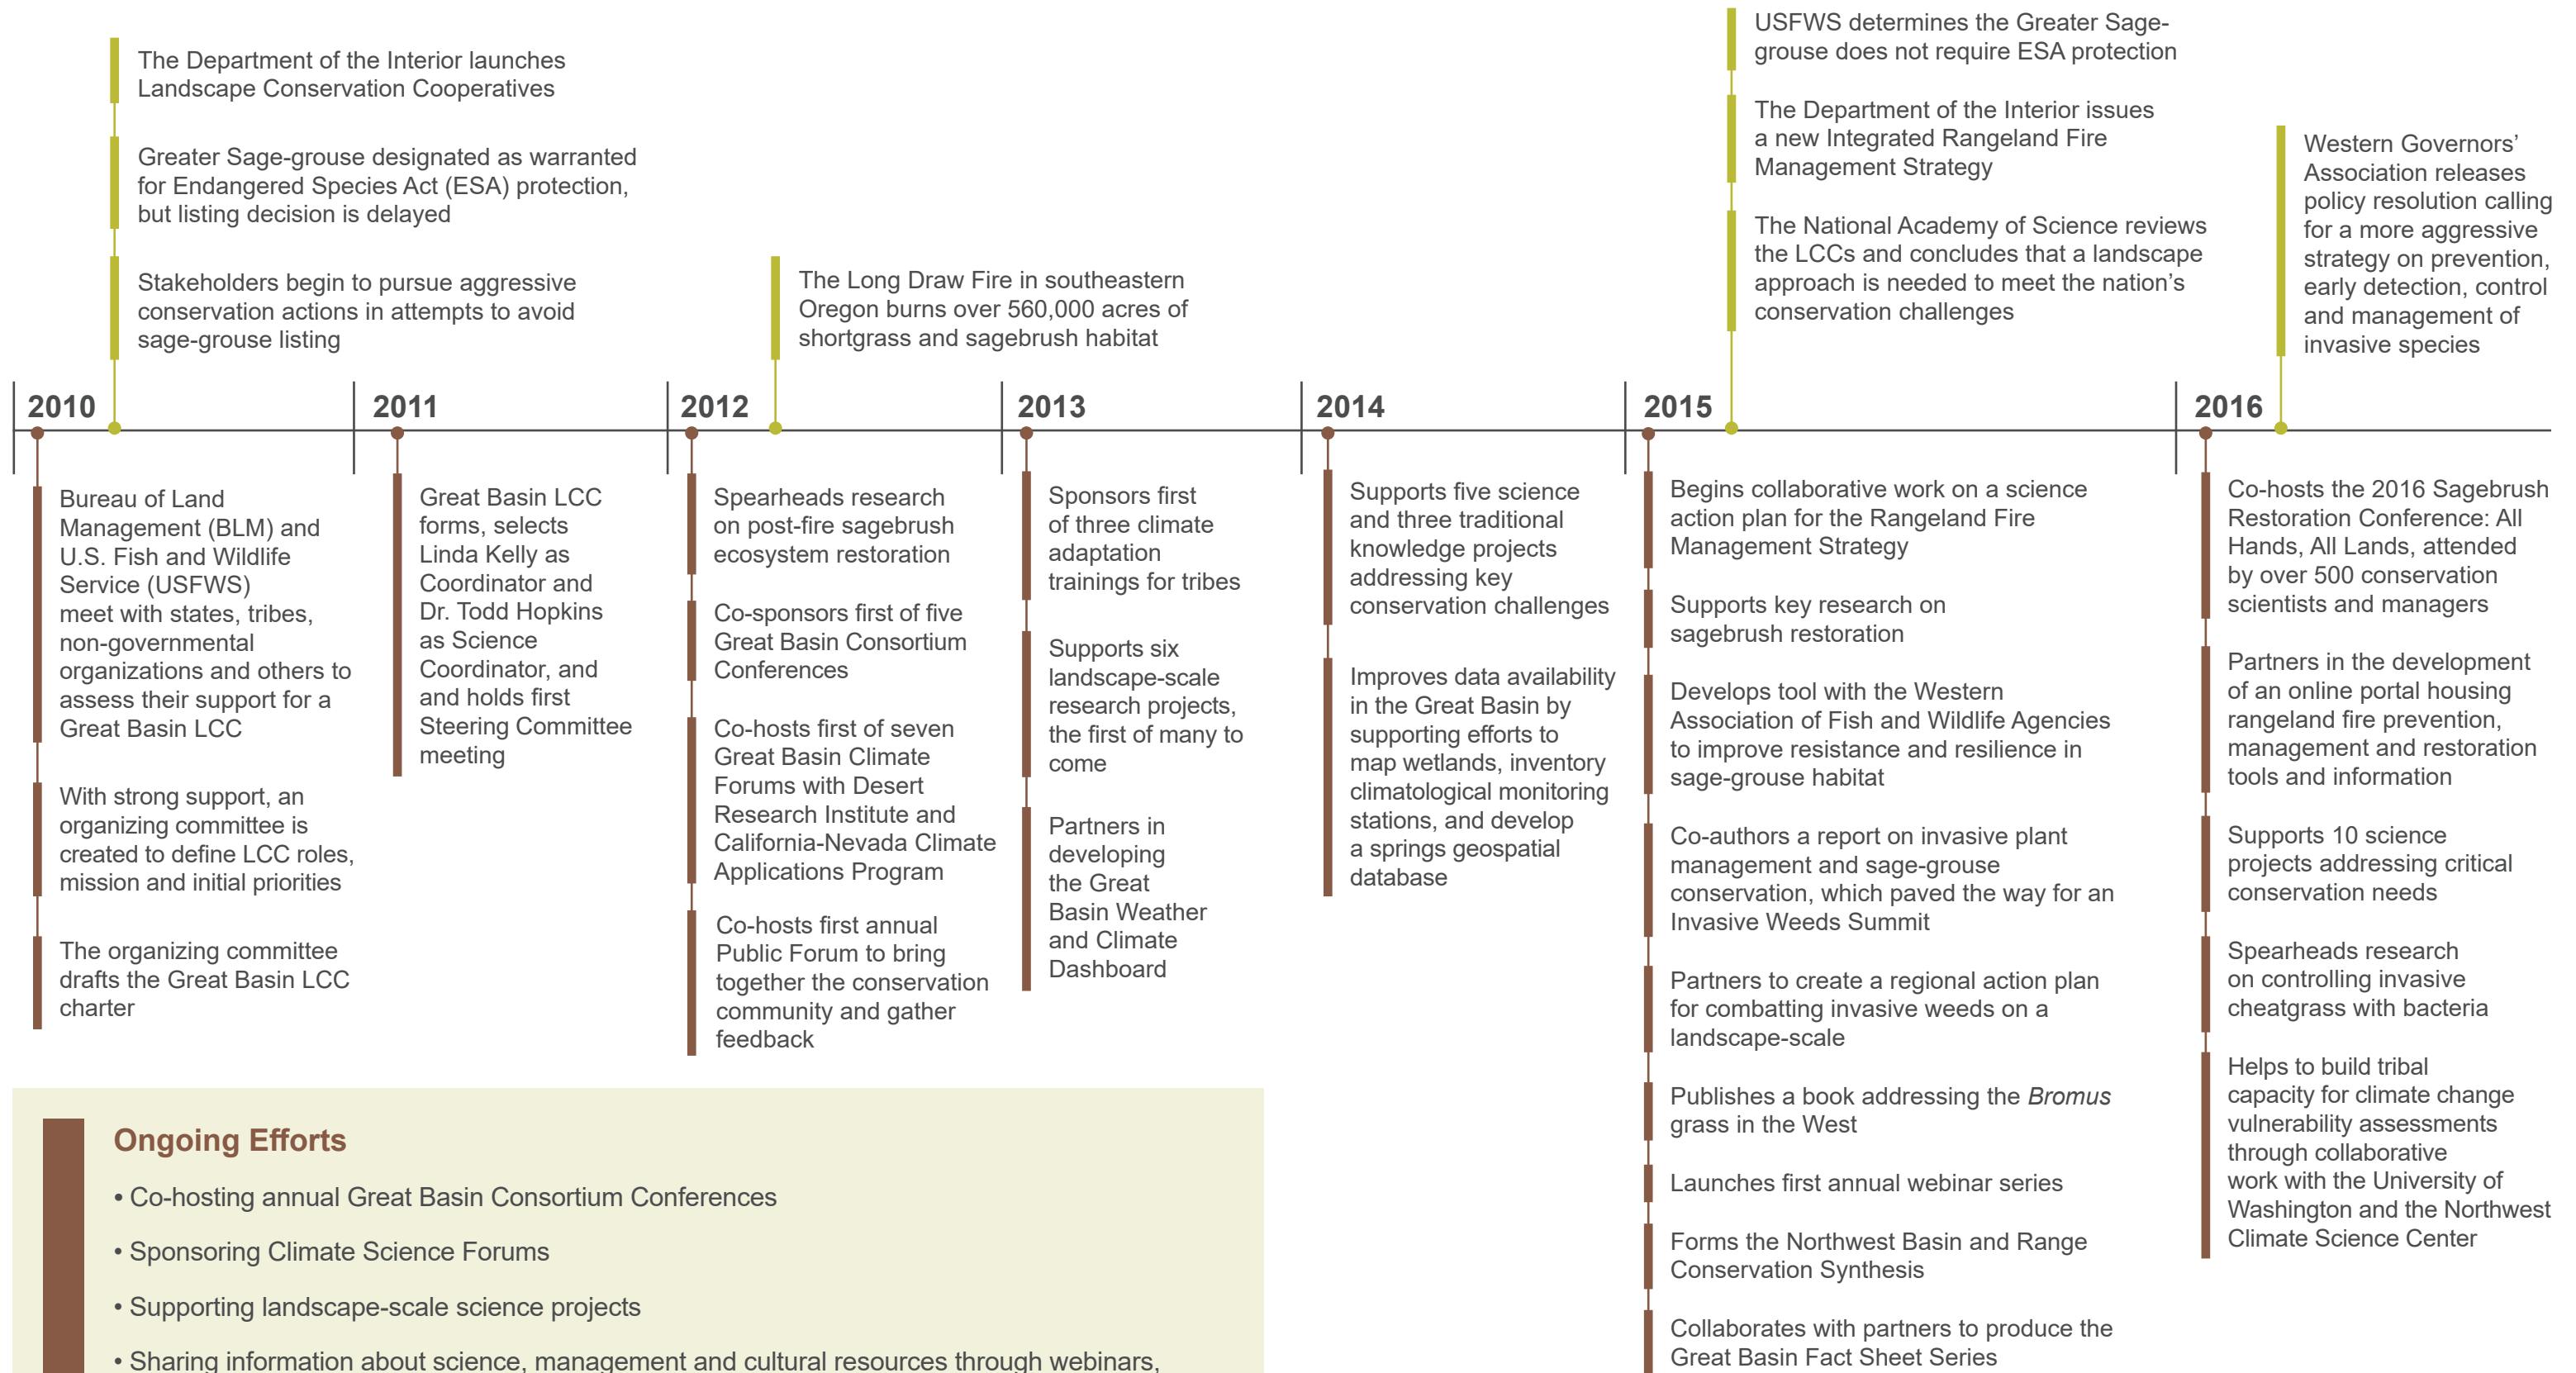 The Department of the Interior launches
Landscape Conservation Cooperatives
Greater Sage-grouse designated as warranted
for Endangered Species Act (ESA) protection,
but listing decision is delayed
Stakeholders begin to pursue aggressive
conservation actions in attempts to avoid
sage-grouse listing
The Long Draw Fire in southeastern
Oregon burns over 560,000 acres of
shortgrass and sagebrush habitat
USFWS determines the Greater Sage-
grouse does not require ESA protection
The Department of the Interior issues
a new Integrated Rangeland Fire
Management Strategy
The National Academy of Science reviews
the LCCs and concludes that a landscape
approach is needed to meet the nation’s
conservation challenges
Western Governors’
Association releases
policy resolution calling
for a more aggressive
strategy on prevention,
early detection, control
and management of
invasive species
2010
2011
2012
2013
2014
2015
2016
Bureau of Land
Management (BLM) and
U.S. Fish and Wildlife
Service (USFWS)
meet with states, tribes,
non-governmental
organizations and others to
assess their support for a
Great Basin LCC
With strong support, an
organizing committee is
created to define LCC roles,
mission and initial priorities
The organizing committee
drafts the Great Basin LCC
charter
Great Basin LCC
forms, selects
Linda Kelly as
Coordinator and
Dr. Todd Hopkins
as Science
Coordinator, and
and holds first
Steering Committee
meeting
Spearheads research
on post-fire sagebrush
ecosystem restoration
Co-sponsors first of five
Great Basin Consortium
Conferences
Co-hosts first of seven
Great Basin Climate
Forums with Desert
Research Institute and
California-Nevada Climate
Applications Program
Co-hosts first annual
Public Forum to bring
together the conservation
community and gather
feedback
Sponsors first
of three climate
adaptation
trainings for tribes
Supports six
landscape-scale
research projects,
the first of many to
come
Partners in
developing
the Great
Basin Weather
and Climate
Dashboard
Supports five science
and three traditional
knowledge projects
addressing key
conservation challenges
Improves data availability
in the Great Basin by
supporting efforts to
map wetlands, inventory
climatological monitoring
stations, and develop
a springs geospatial
database
Begins collaborative work on a science
action plan for the Rangeland Fire
Management Strategy
Supports key research on
sagebrush restoration
Develops tool with the Western
Association of Fish and Wildlife Agencies
to improve resistance and resilience in
sage-grouse habitat
Co-authors a report on invasive plant
management and sage-grouse
conservation, which paved the way for an
Invasive Weeds Summit
Partners to create a regional action plan
for combatting invasive weeds on a
landscape-scale
Publishes a book addressing the Bromus
grass in the West
Launches first annual webinar series
Forms the Northwest Basin and Range
Conservation Synthesis
Collaborates with partners to produce the
Great Basin Fact Sheet Series
Co-hosts the 2016 Sagebrush
Restoration Conference: All
Hands, All Lands, attended
by over 500 conservation
scientists and managers
Partners in the development
of an online portal housing
rangeland fire prevention,
management and restoration
tools and information
Supports 10 science
projects addressing critical
conservation needs
Spearheads research
on controlling invasive
cheatgrass with bacteria
Helps to build tribal
capacity for climate change
vulnerability assessments
through collaborative
work with the University of
Washington and the Northwest
Climate Science Center
Ongoing Efforts
• Co-hosting annual Great Basin Consortium Conferences
• Sponsoring Climate Science Forums
• Supporting landscape-scale science projects
• Sharing information about science, management and cultural resources through webinars,